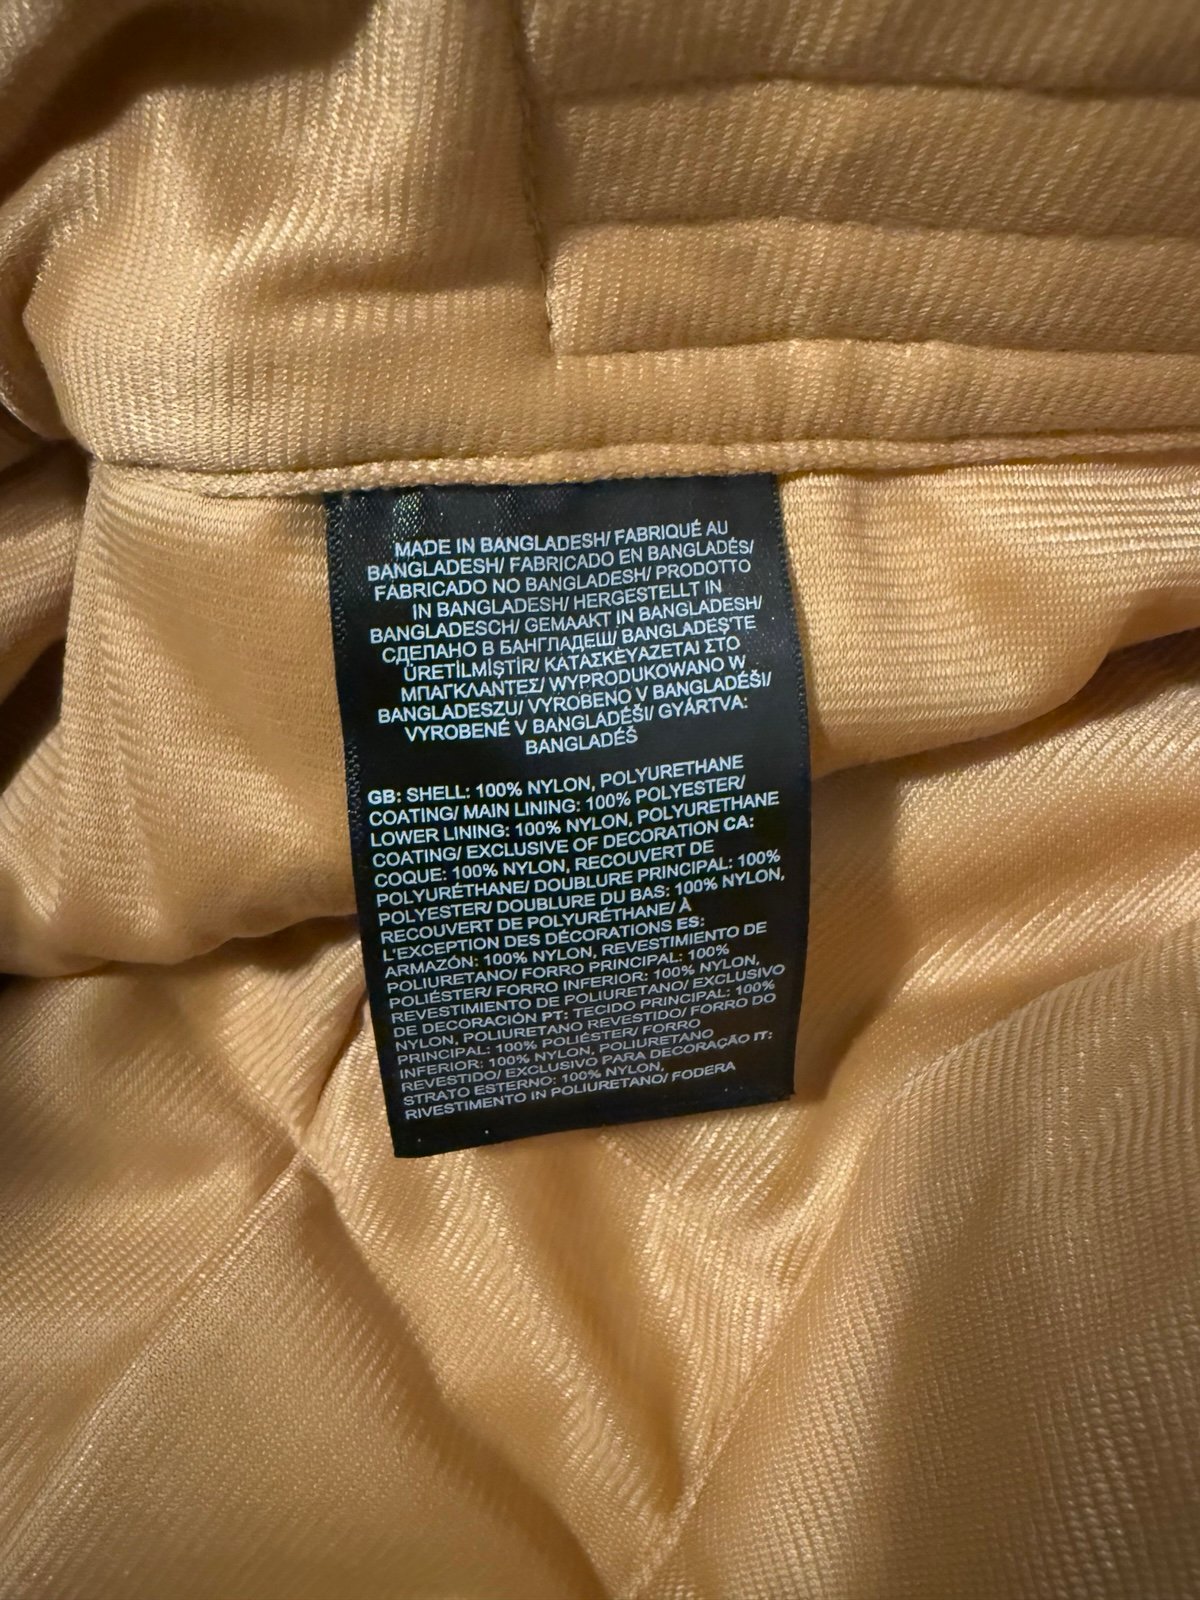 MADE IN BANGLADESH/ FABRIQUÉ AU
BANGLADESH/ FABRICADO EN BANGLADÉS/
FABRICADO NO BANGLADESH/ PRODOTTO
IN BANGLADESH/ HERGESTELLT IN
BANGLADESCH/ GEMAAKT IN BANGLADESH/
СДЕЛАНО В БАНГЛАДЕШ/ BANGLADEŞ'TE
ÜRETİLMİŞTİR/ ΚΑΤΑΣΚΕΥΑΖΕΤΑΙ ΣΤΟ
ΜΠΑΓΚΛΑΝΤΕΣ/ WYPRODUKOWANO W
BANGLADESZU/ VYROBENO V BANGLADÉŠI/
VYROBENÉ V BANGLADÉŠI/ GYÁRTVA:
BANGLADÉŠ
GB: SHELL: 100% NYLON, POLYURETHANE
COATING/ MAIN LINING: 100% POLYESTER/
LOWER LINING: 100% NYLON, POLYURETHANE
COATING/ EXCLUSIVE OF DECORATION CA:
COQUE: 100% NYLON, RECOUVERT DE
POLYURÉTHANE/ DOUBLURE PRINCIPAL: 100%
POLYESTER/ DOUBLURE DU BAS: 100% NYLON,
RECOUVERT DE POLYURÉTHANE/ À
L'EXCEPTION DES DÉCORATIONS ES:
ARMAZÓN: 100% NYLON, REVESTIMIENTO DE
POLIURETANO/ FORRO PRINCIPAL: 100%
POLIÉSTER/ FORRO INFERIOR: 100% NYLON,
REVESTIMIENTO DE POLIURETANO/ EXCLUSIVO
DE DECORACIÓN PT: TECIDO PRINCIPAL: 100%
NYLON, POLIURETANO REVESTIDO/ FORRO DO
PRINCIPAL: 100% POLIÉSTER/ FORRO
INFERIOR: 100% NYLON, POLIURETANO
REVESTIDO/ EXCLUSIVO PARA DECORAÇÃO IT:
STRATO ESTERNO: 100% NYLON,
RIVESTIMENTO IN POLIURETANO/ FODERA